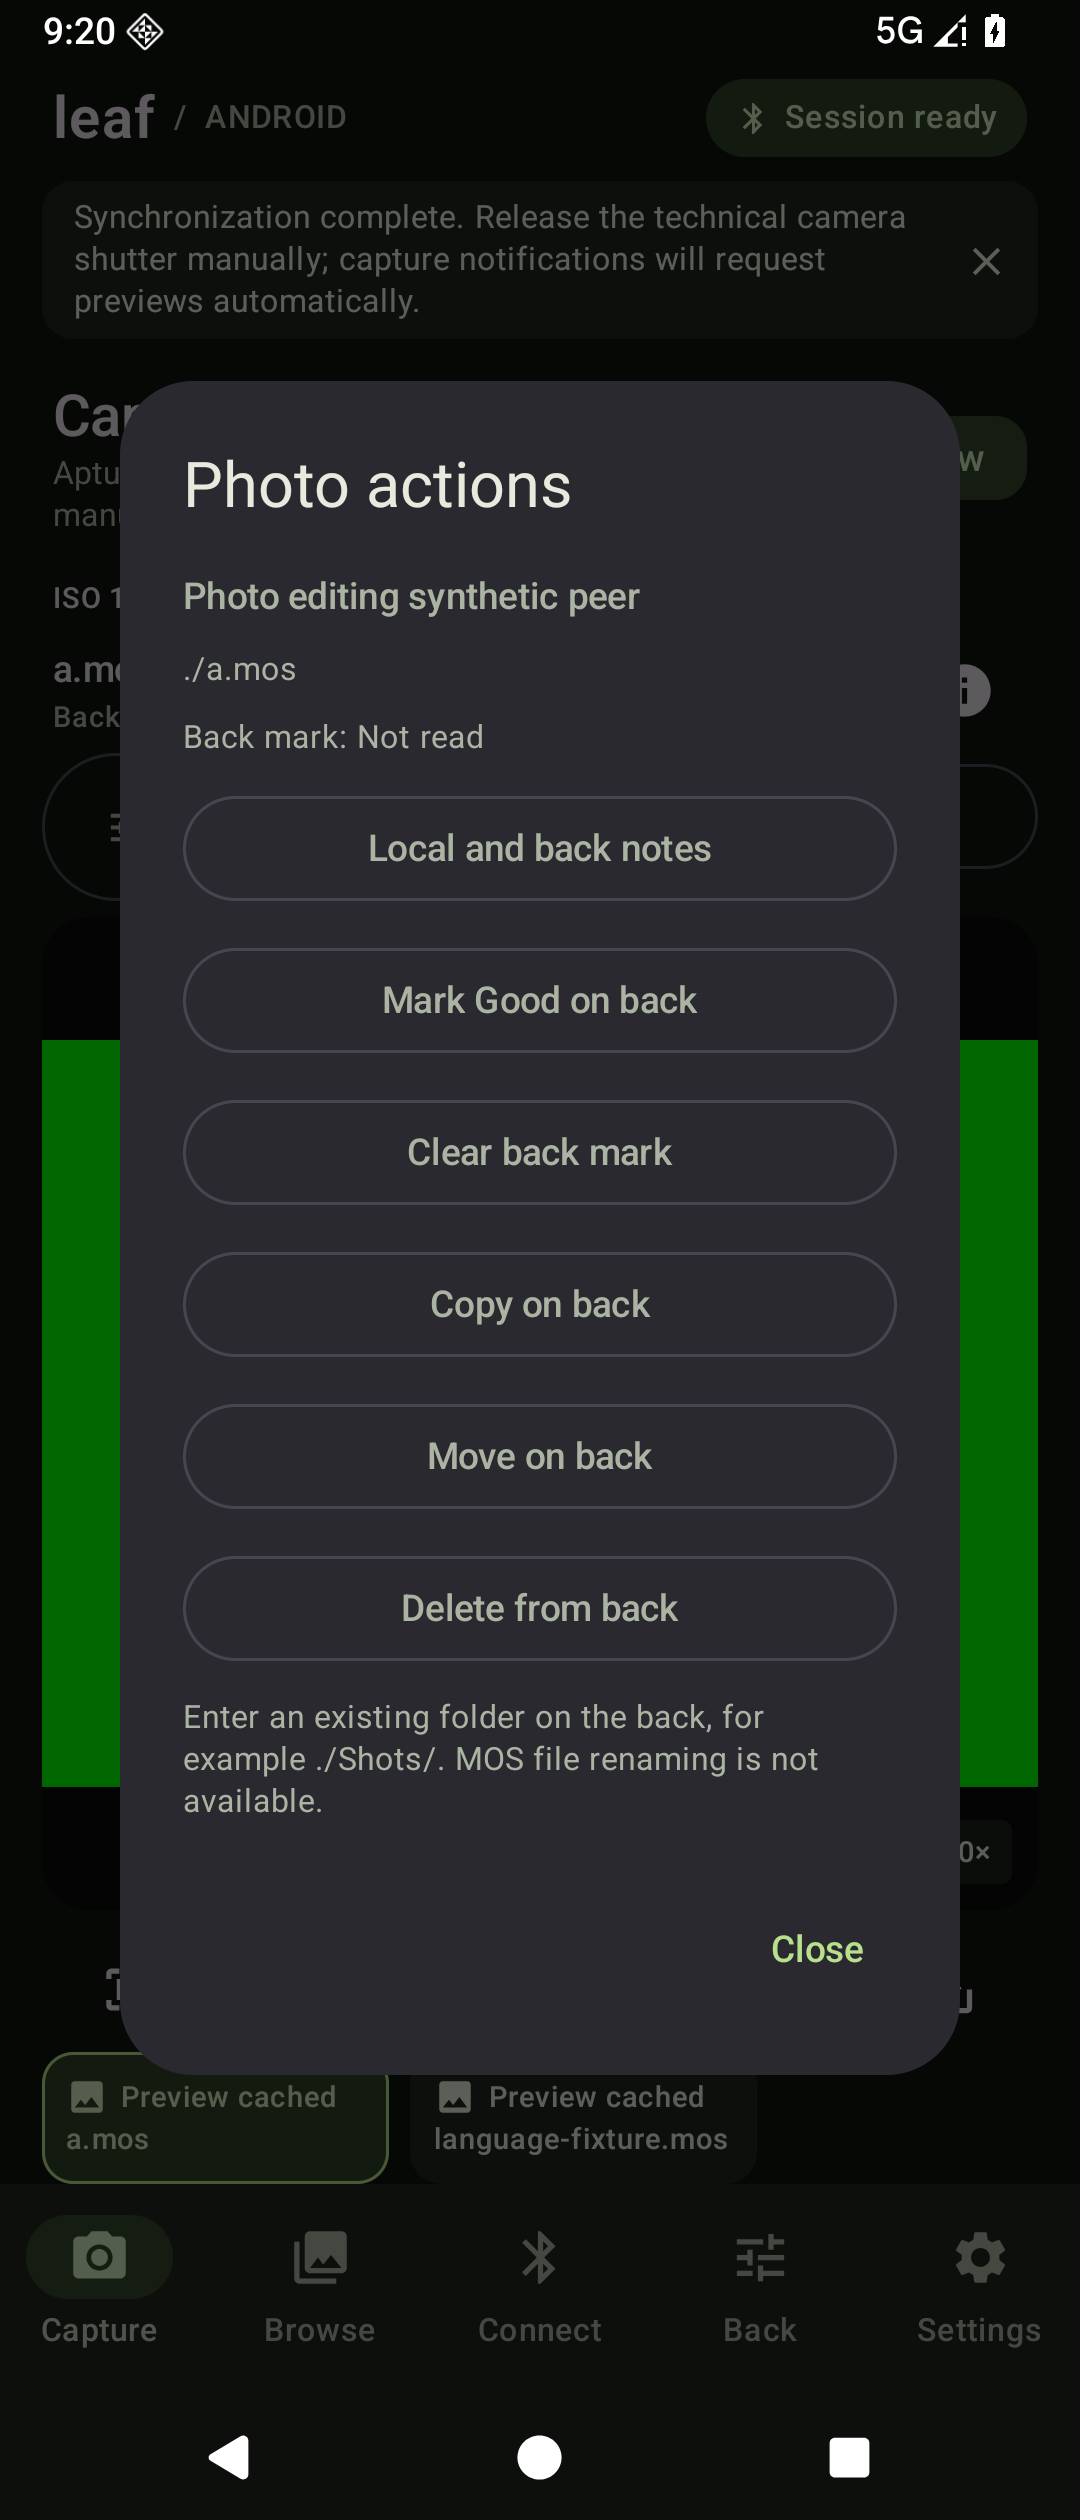 9:20
5G
leaf / ANDROID
Session ready
Synchronization complete. Release the technical camera
shutter manually; capture notifications will request
previews automatically.
Photo actions
Photo editing synthetic peer
./a.mos
Back mark: Not read
Local and back notes
Mark Good on back
Clear back mark
Copy on back
Move on back
Delete from back
Enter an existing folder on the back, for
example ./Shots/. MOS file renaming is not
available.
Close
ISO
Back
Preview cached
a.mos
Preview cached
language-fixture.mos
Capture
Browse
Connect
Back
Settings